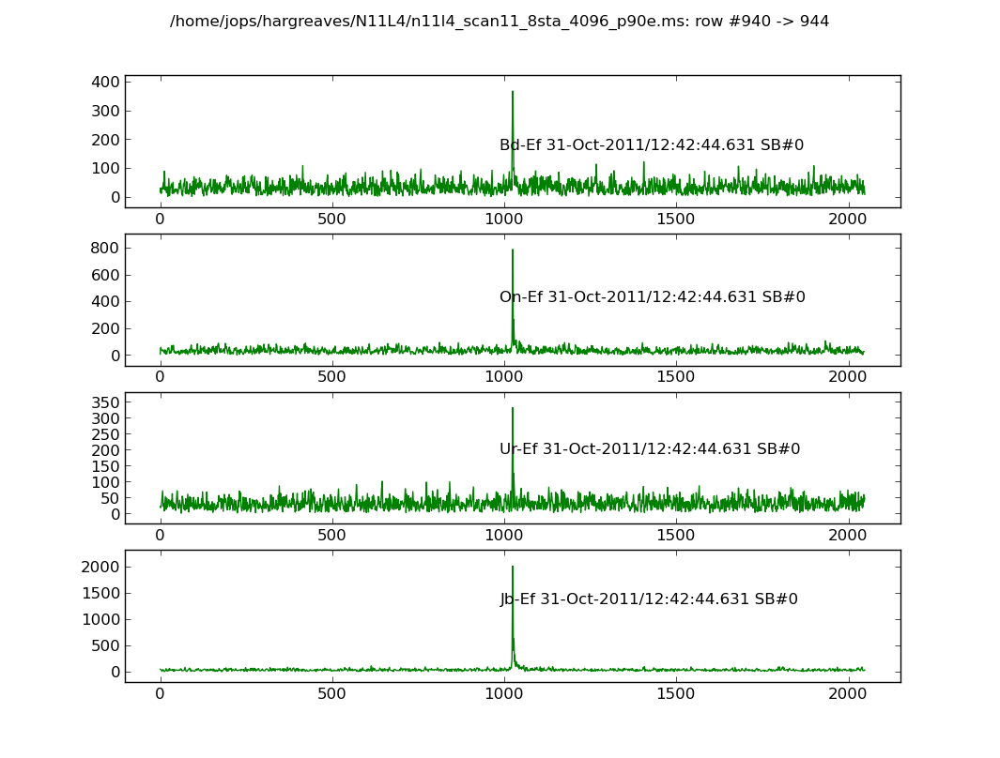 /home/jops/hargreaves/N11L4/n11l4_scan11_8sta_4096_p90e.ms: row #940 -> 944
400
300
200
100
0
Bd-Ef 31-Oct-2011/12:42:44.631 SB#0
0 500 1000 1500 2000
800
600
400
200
0
On-Ef 31-Oct-2011/12:42:44.631 SB#0
0 500 1000 1500 2000
350
300
250
200
150
100
50
0
Ur-Ef 31-Oct-2011/12:42:44.631 SB#0
0 500 1000 1500 2000
2000
1500
1000
500
0
Jb-Ef 31-Oct-2011/12:42:44.631 SB#0
0 500 1000 1500 2000